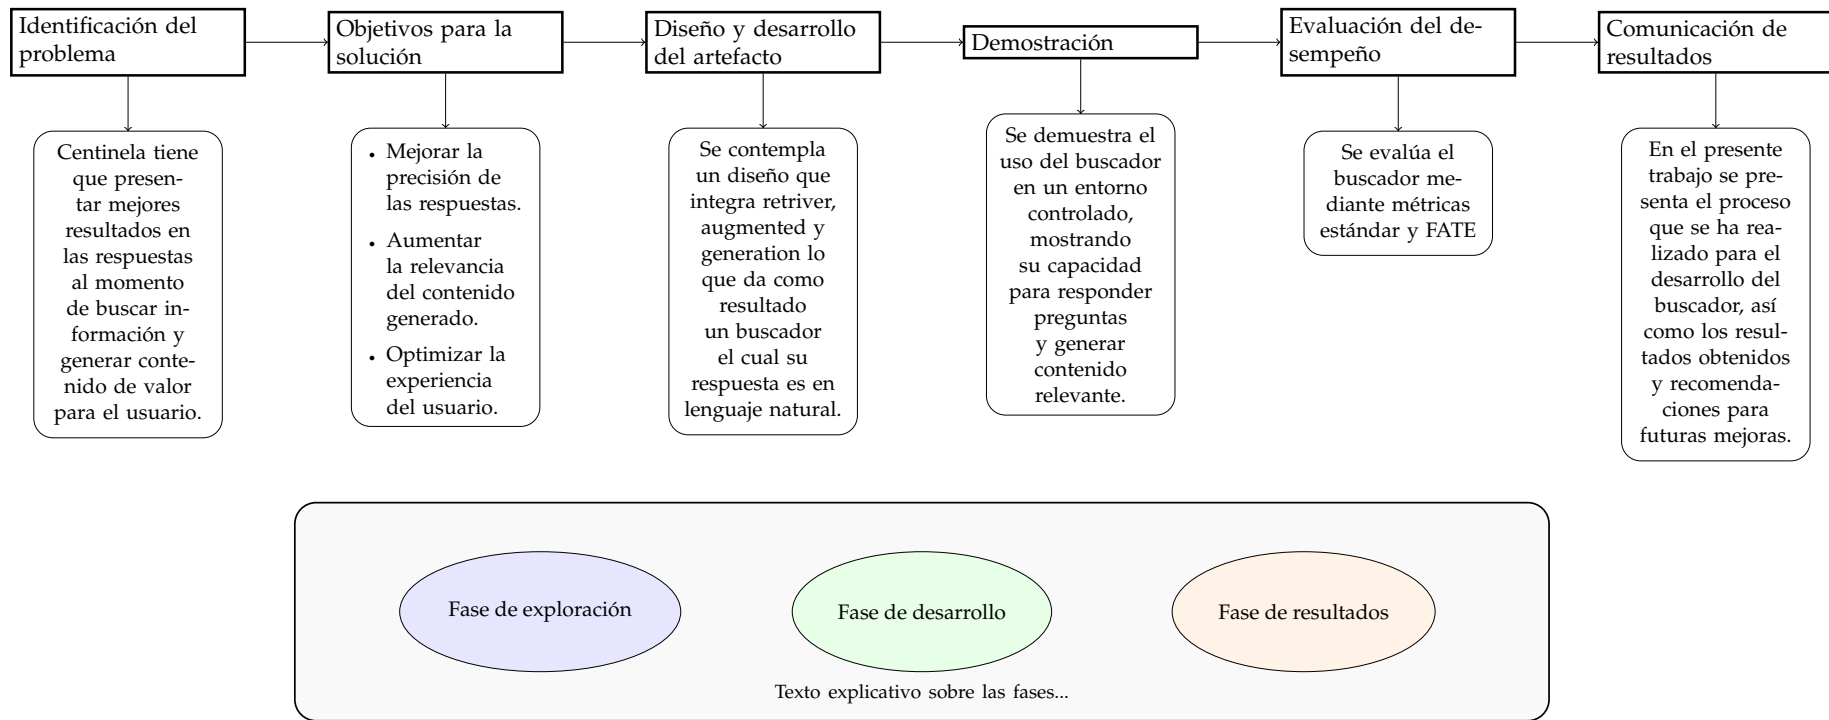 Identificación del
problema
Objetivos para la
solución
Diseño y desarrollo
del artefacto
Demostración
Evaluación del de-
sempeño
Comunicación de
resultados
Centinela tiene
que presen-
tar mejores
resultados en
las respuestas
al momento
de buscar in-
formación y
generar conte-
nido de valor
para el usuario.
• Mejorar la
precisión de
las respuestas.
• Aumentar
la relevancia
del contenido
generado.
• Optimizar la
experiencia
del usuario.
Se contempla
un diseño que
integra retriver,
augmented y
generation lo
que da como
resultado
un buscador
el cual su
respuesta es en
lenguaje natural.
Se demuestra el
uso del buscador
en un entorno
controlado,
mostrando
su capacidad
para responder
preguntas
y generar
contenido
relevante.
Se evalúa el
buscador me-
diante métricas
estándar y FATE
En el presente
trabajo se pre-
senta el proceso
que se ha rea-
lizado para el
desarrollo del
buscador, así
como los resul-
tados obtenidos
y recomenda-
ciones para
futuras mejoras.
Fase de exploración
Fase de desarrollo
Fase de resultados
Texto explicativo sobre las fases...